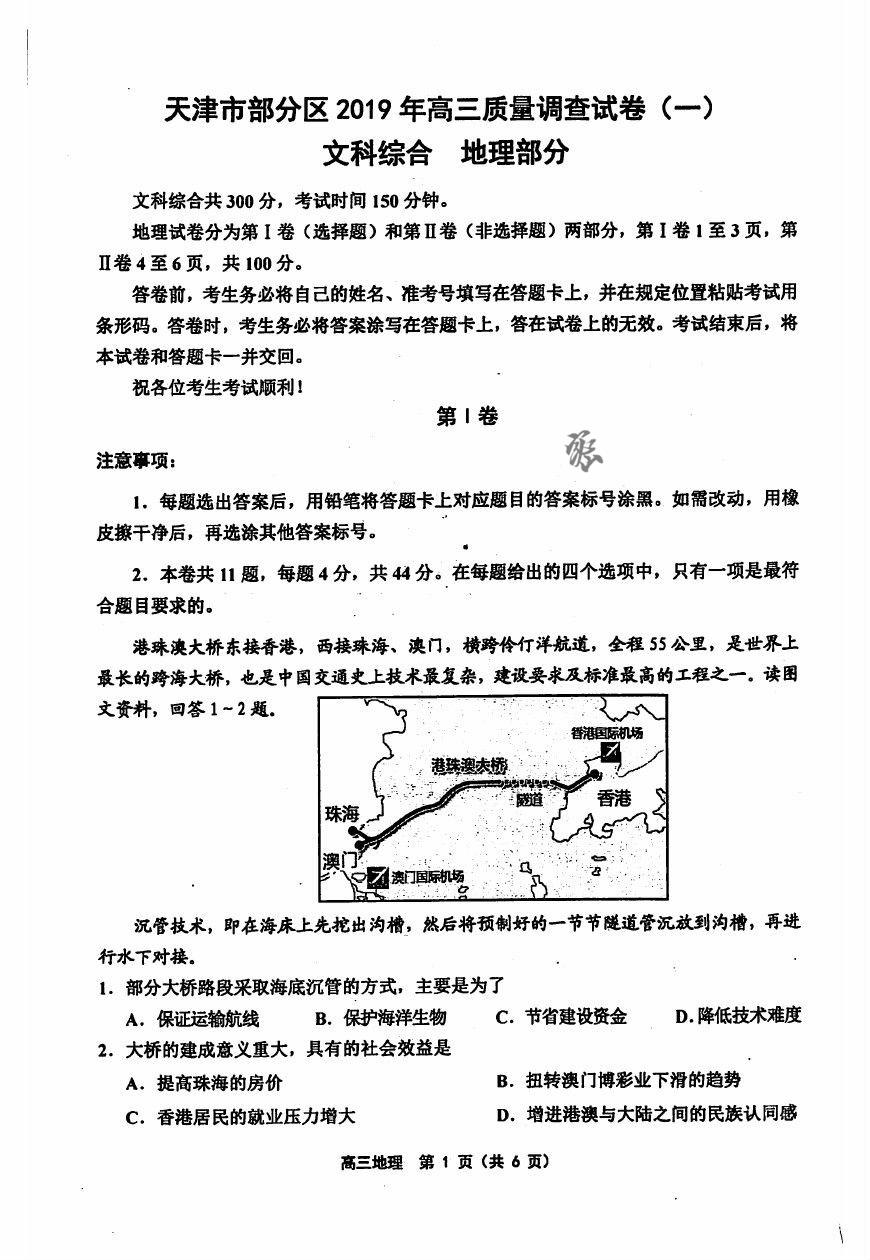 天津市部分区 2019 年高三质量调查试卷（一）
文科综合　地理部分
文科综合共 300 分，考试时间 150 分钟。
地理试卷分为第Ⅰ卷（选择题）和第Ⅱ卷（非选择题）两部分，第Ⅰ卷 1 至 3 页，第
Ⅱ卷 4 至 6 页，共 100 分。
答卷前，考生务必将自己的姓名、准考号填写在答题卡上，并在规定位置粘贴考试用
条形码。答卷时，考生务必将答案涂写在答题卡上，答在试卷上的无效。考试结束后，将
本试卷和答题卡一并交回。
祝各位考生考试顺利！
第Ⅰ卷
注意事项：
1．每题选出答案后，用铅笔将答题卡上对应题目的答案标号涂黑。如需改动，用橡
皮擦干净后，再选涂其他答案标号。
2．本卷共 11 题，每题 4 分，共 44 分。在每题给出的四个选项中，只有一项是最符
合题目要求的。
港珠澳大桥东接香港，西接珠海、澳门，横跨伶仃洋航道，全程 55 公里，是世界上
最长的跨海大桥，也是中国交通史上技术最复杂，建设要求及标准最高的工程之一。读图
文资料，回答 1~2 题。
香港国际机场
港珠澳大桥
隧道
香港
珠海
澳门
澳门国际机场
沉管技术，即在海床上先挖出沟槽，然后将预制好的一节节隧道管沉放到沟槽，再进
行水下对接。
1．部分大桥路段采取海底沉管的方式，主要是为了
A．保证运输航线　B．保护海洋生物　C．节省建设资金　D．降低技术难度
2．大桥的建成意义重大，具有的社会效益是
A．提高珠海的房价　B．扭转澳门博彩业下滑的趋势
C．香港居民的就业压力增大　D．增进港澳与大陆之间的民族认同感
高三地理　第 1 页（共 6 页）